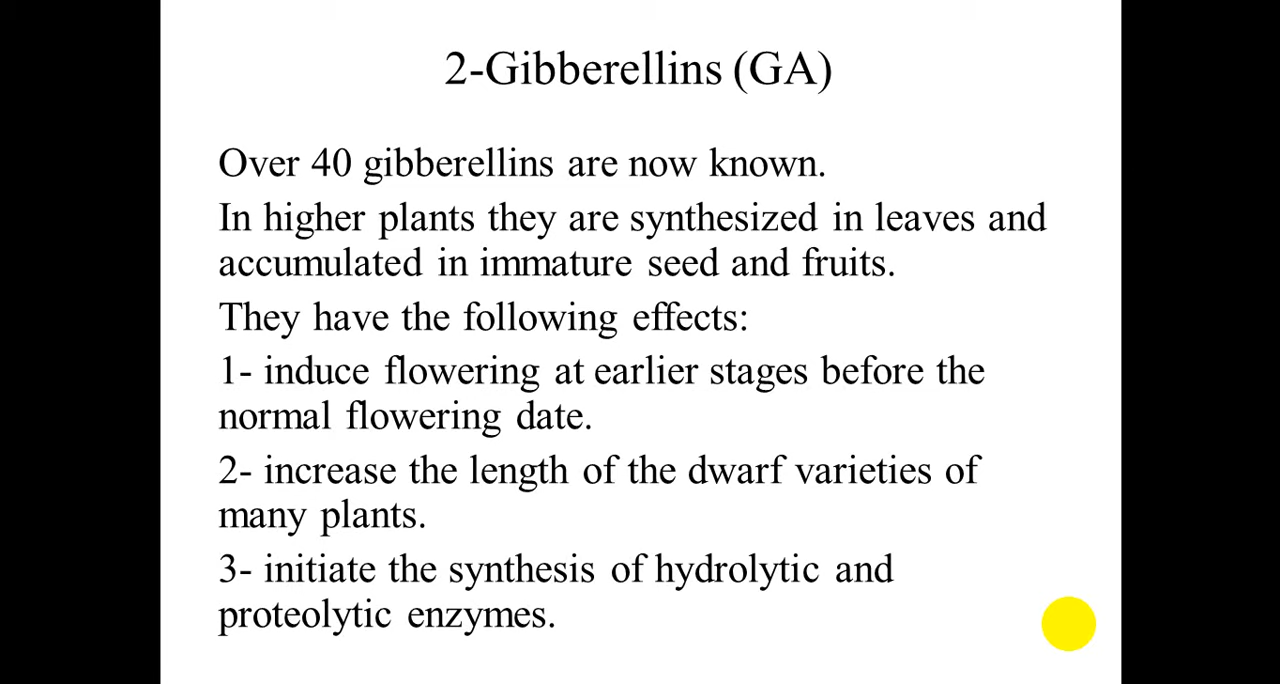 2-Gibberellins (GA)
Over 40 gibberellins are now known.
In higher plants they are synthesized in leaves and
accumulated in immature seed and fruits.
They have the following effects:
1- induce flowering at earlier stages before the
normal flowering date.
2- increase the length of the dwarf varieties of
many plants.
3- initiate the synthesis of hydrolytic and
proteolytic enzymes.